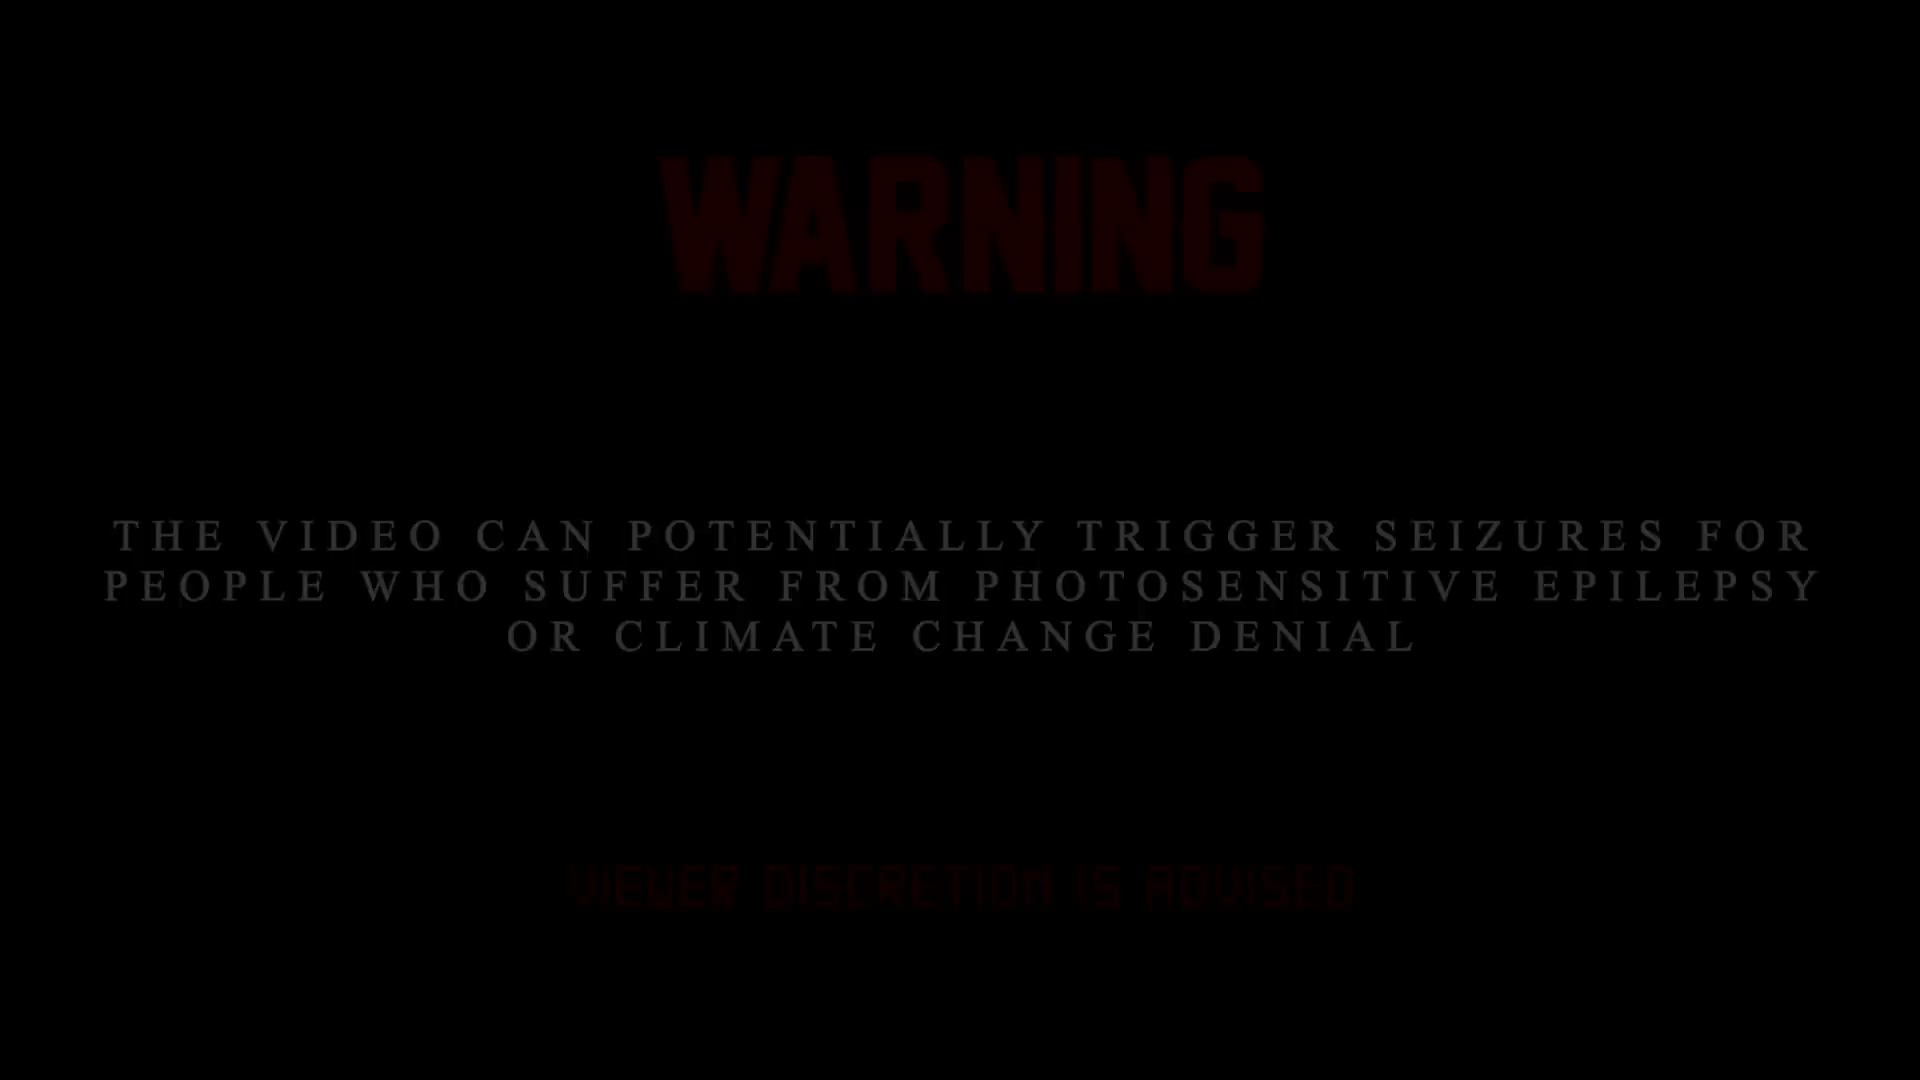 WARNING
THE VIDEO CAN POTENTIALLY TRIGGER SEIZURES FOR
PEOPLE WHO SUFFER FROM PHOTOSENSITIVE EPILEPSY
OR CLIMATE CHANGE DENIAL
VIEWER DISCRETION IS ADVISED